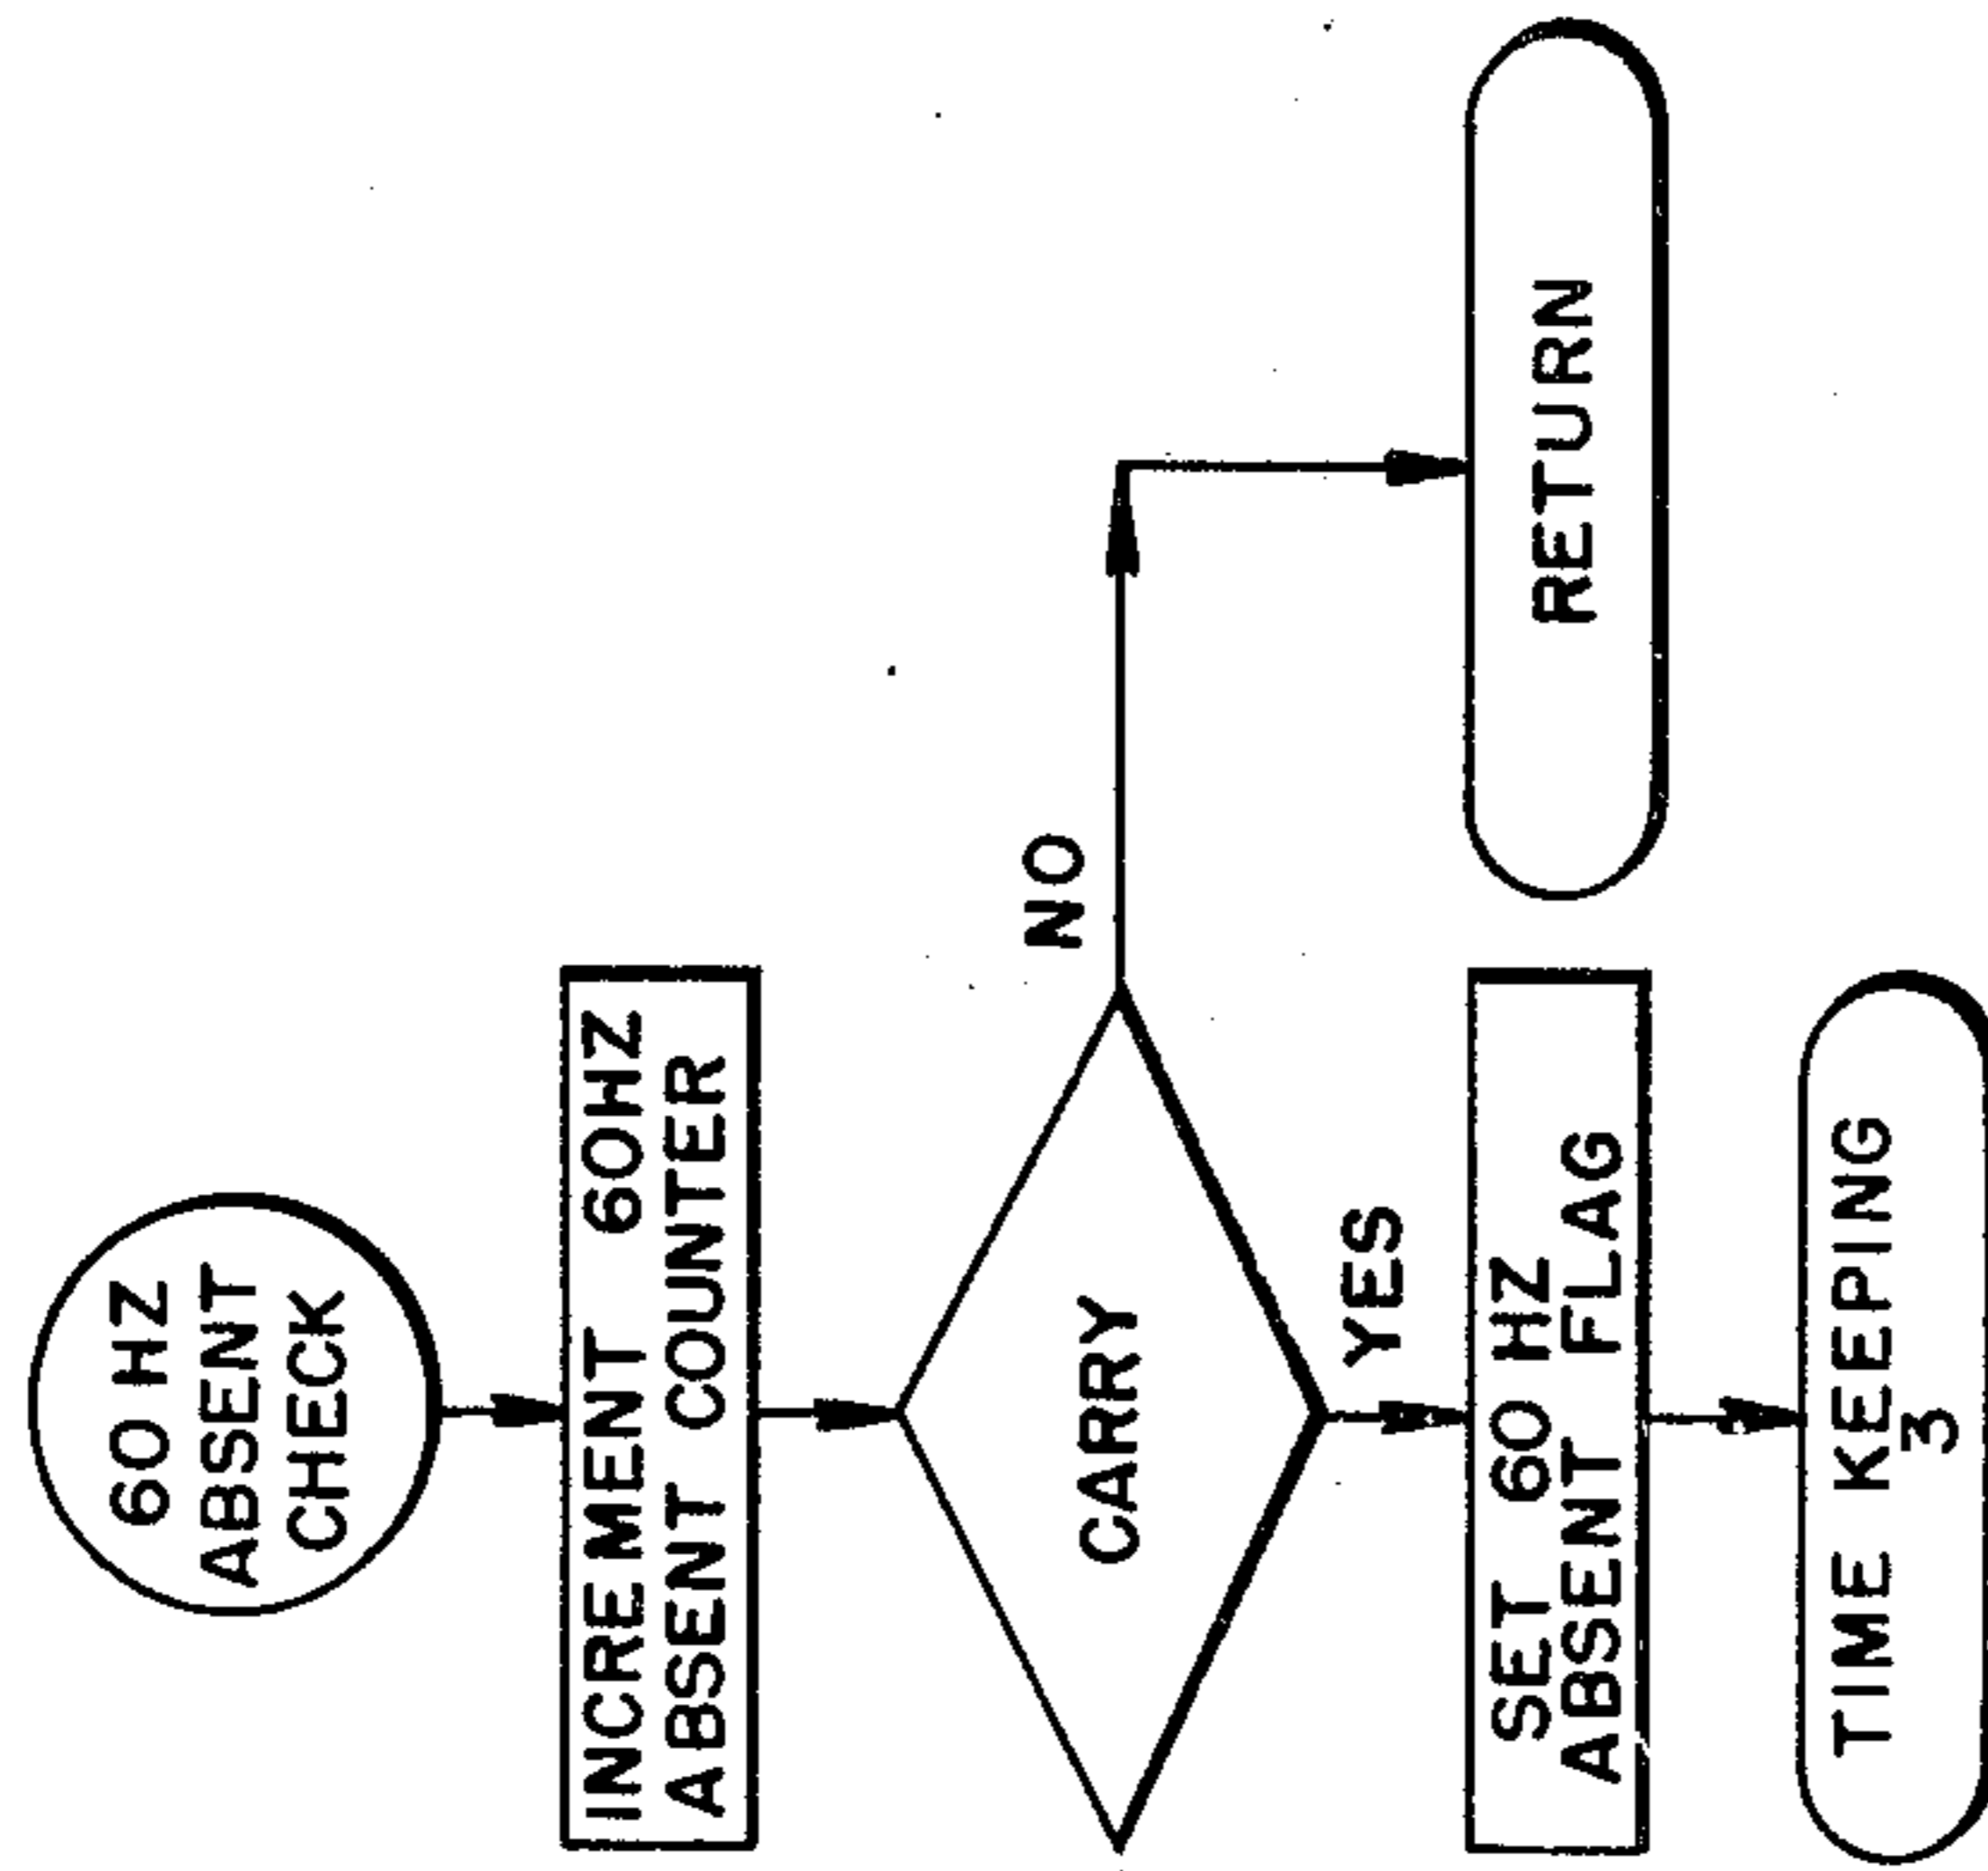 60 HZ
ABSENT
CHECK
INCREMENT 60HZ
ABSENT COUNTER
CARRY
NO
YES
SET 60 HZ
ABSENT FLAG
RETURN
TIME KEEPING
3